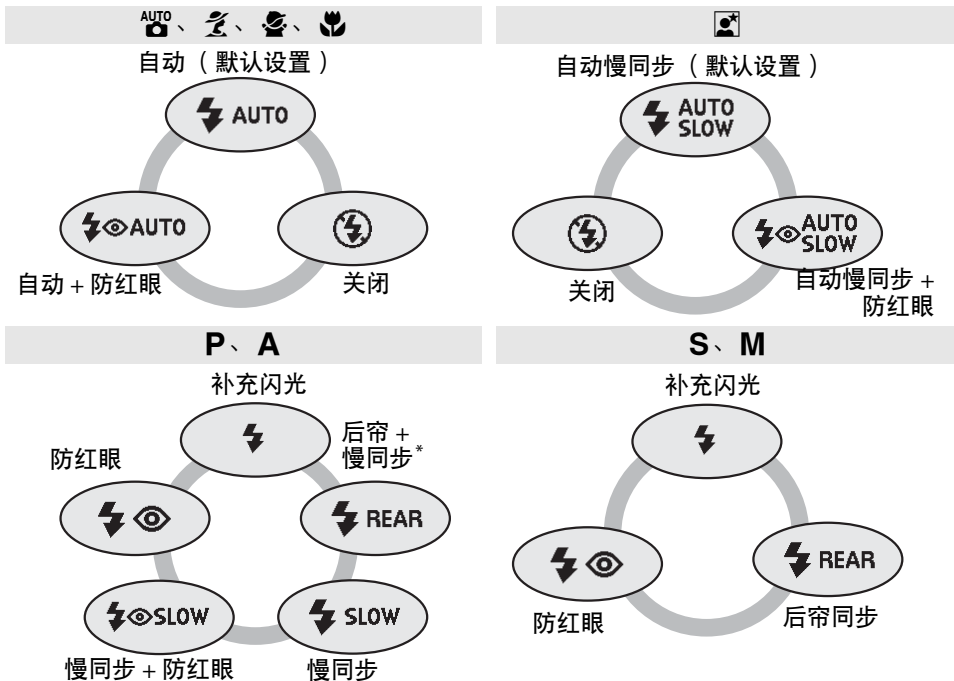 AUTO、 、 、
自动（默认设置）
AUTO
AUTO
自动 + 防红眼
关闭
自动慢同步（默认设置）
AUTO
SLOW
关闭
AUTO
SLOW
自动慢同步 +
防红眼
P、A
补充闪光
后帘 +
慢同步*
防红眼
REAR
SLOW
SLOW
慢同步 + 防红眼
慢同步
S、M
补充闪光
REAR
防红眼
后帘同步